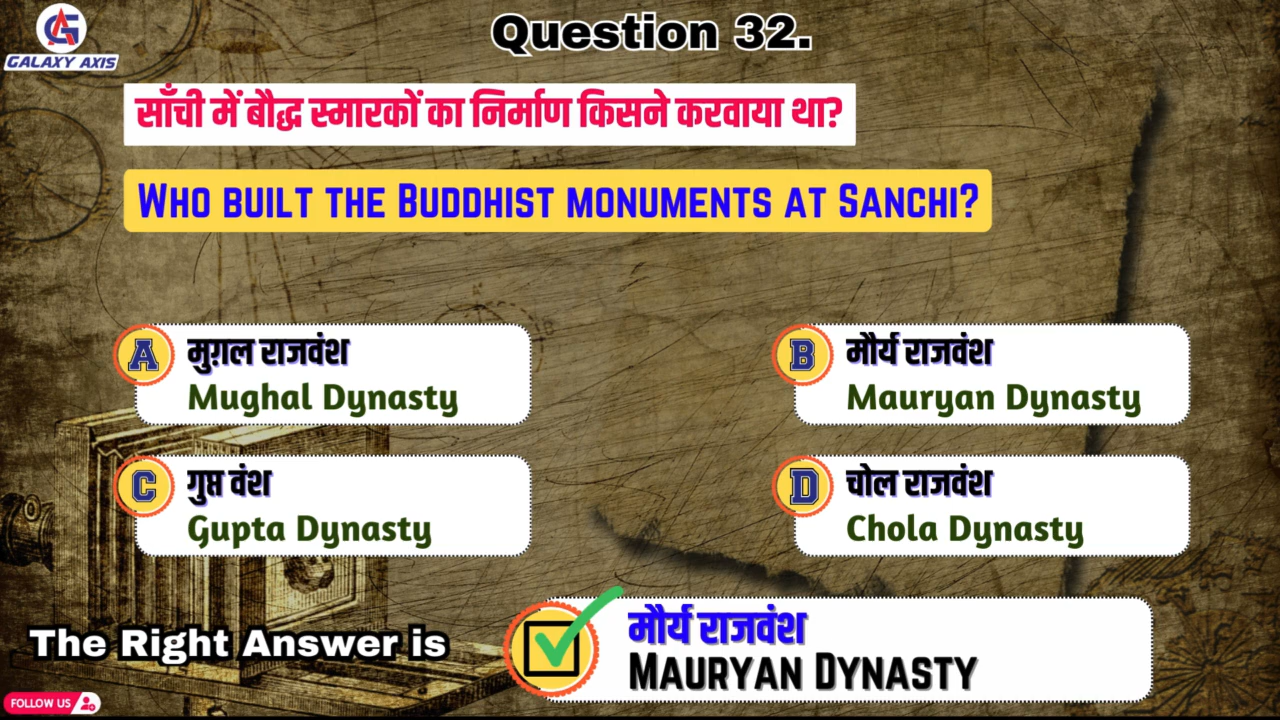 GALAXY AXIS
Question 32.
साँची में बौद्ध स्मारकों का निर्माण किसने करवाया था?
Who built the Buddhist monuments at Sanchi?
A
मुग़ल राजवंश
Mughal Dynasty
B
मौर्य राजवंश
Mauryan Dynasty
C
गुप्त वंश
Gupta Dynasty
D
चोल राजवंश
Chola Dynasty
The Right Answer is
मौर्य राजवंश
Mauryan Dynasty
FOLLOW US